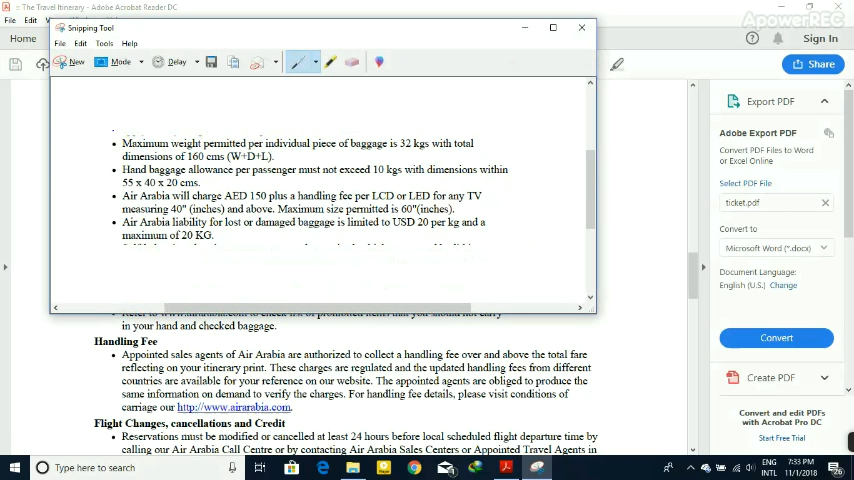 The Travel Itinerary - Adobe Acrobat Reader DC
File
Home
Sign In
ApowerREC
Share
Snipping Tool
File Edit Tools Help
New Mode Delay
Maximum weight permitted per individual piece of baggage is 32 kgs with total
dimensions of 160 cms (W+D+L).
Hand baggage allowance per passenger must not exceed 10 kgs with dimensions within
55 x 40 x 20 cms.
Air Arabia will charge AED 150 plus a handling fee per LCD or LED for any TV
measuring 40" (inches) and above. Maximum size permitted is 60"(inches).
Air Arabia liability for lost or damaged baggage is limited to USD 20 per kg and a
maximum of 20 KG.
in your hand and checked baggage.
Handling Fee
Appointed sales agents of Air Arabia are authorized to collect a handling fee over and above the total fare
reflecting on your itinerary print. These charges are regulated and the updated handling fees from different
countries are available for your reference on our website. The appointed agents are obliged to produce the
same information on demand to verify the charges. For handling fee details, please visit conditions of
carriage our http://www.airarabia.com.
Flight Changes, cancellations and Credit
Reservations must be modified or cancelled at least 24 hours before local scheduled flight departure time by
calling our Air Arabia Call Centre or by contacting Air Arabia Sales Centers or Appointed Travel Agents in
Export PDF
Adobe Export PDF
Convert PDF Files to Word
or Excel Online
Select PDF File
ticket.pdf
Convert to
Microsoft Word (*.docx)
Document Language:
English (U.S.) Change
Convert
Create PDF
Convert and edit PDFs
with Acrobat Pro DC
Start Free Trial
Type here to search
ENG
INTL
7:33 PM
11/1/2018
26